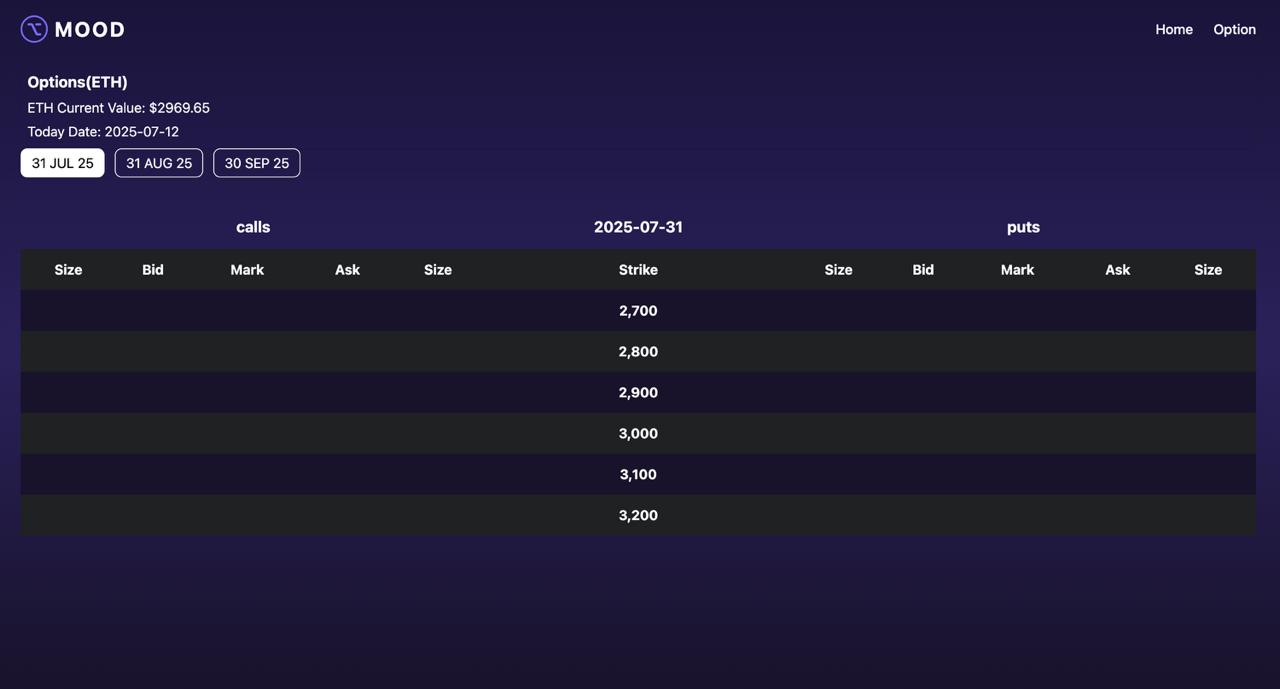 MOOD Home Option
Options(ETH)
ETH Current Value: $2969.65
Today Date: 2025-07-12
31 JUL 25 31 AUG 25 30 SEP 25
calls 2025-07-31 puts
Size Bid Mark Ask Size Strike Size Bid Mark Ask Size
2,700
2,800
2,900
3,000
3,100
3,200